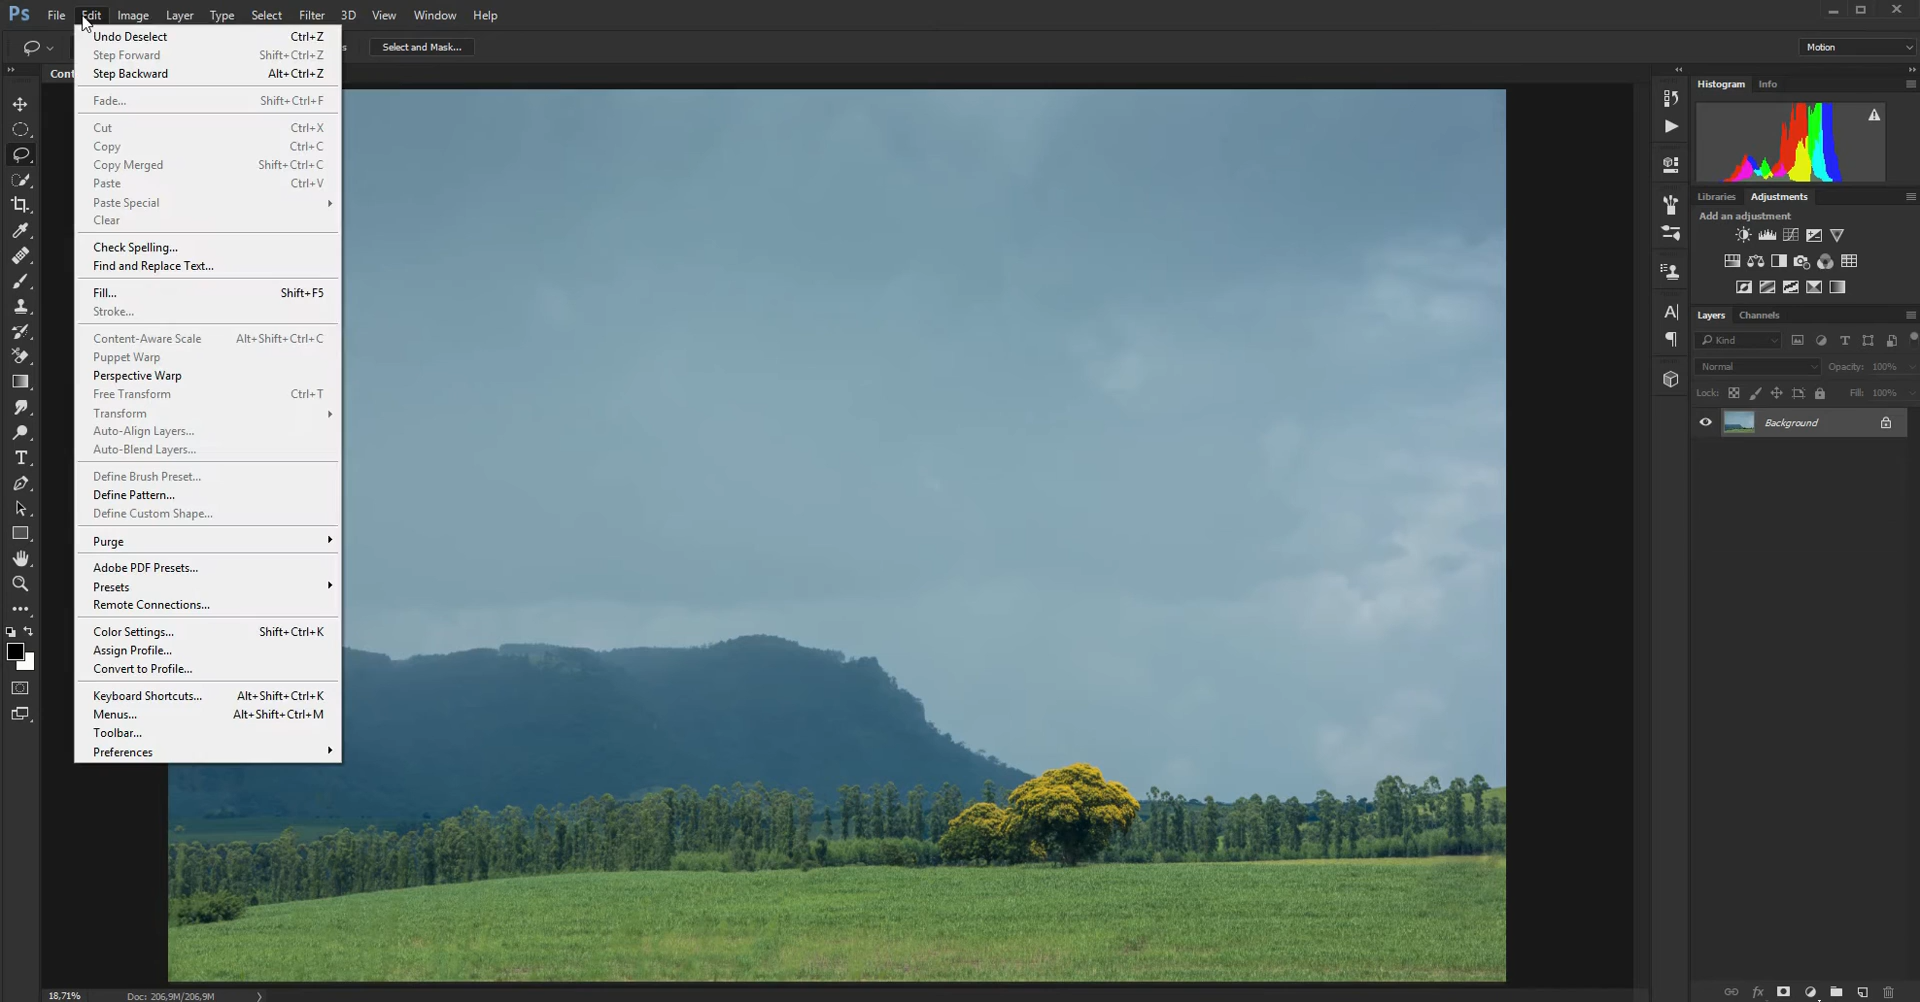 Ps File Edit Image Layer Type Select Filter 3D View Window Help
Select and Mask...
Motion
Cont
Undo Deselect Ctrl+Z
Step Forward Shift+Ctrl+Z
Step Backward Alt+Ctrl+Z
Fade... Shift+Ctrl+F
Cut Ctrl+X
Copy Ctrl+C
Copy Merged Shift+Ctrl+C
Paste Ctrl+V
Paste Special
Clear
Check Spelling...
Find and Replace Text...
Fill... Shift+F5
Stroke...
Content-Aware Scale Alt+Shift+Ctrl+C
Puppet Warp
Perspective Warp
Free Transform Ctrl+T
Transform
Auto-Align Layers...
Auto-Blend Layers...
Define Brush Preset...
Define Pattern...
Define Custom Shape...
Purge
Adobe PDF Presets...
Presets
Remote Connections...
Color Settings... Shift+Ctrl+K
Assign Profile...
Convert to Profile...
Keyboard Shortcuts... Alt+Shift+Ctrl+K
Menus... Alt+Shift+Ctrl+M
Toolbar...
Preferences
Histogram Info
Libraries Adjustments
Add an adjustment
Layers Channels
Kind
Normal Opacity: 100%
Lock: Fill: 100%
Background
fx
18,71% Doc: 206,9M/206,9M